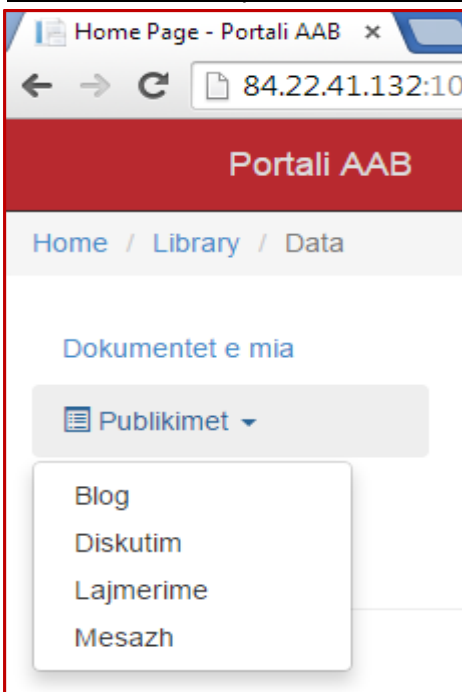 Home Page - Portali AAB ×
84.22.41.132:10
Portali AAB
Home / Library / Data
Dokumentet e mia
Publikimet
Blog
Diskutim
Lajmerime
Mesazh